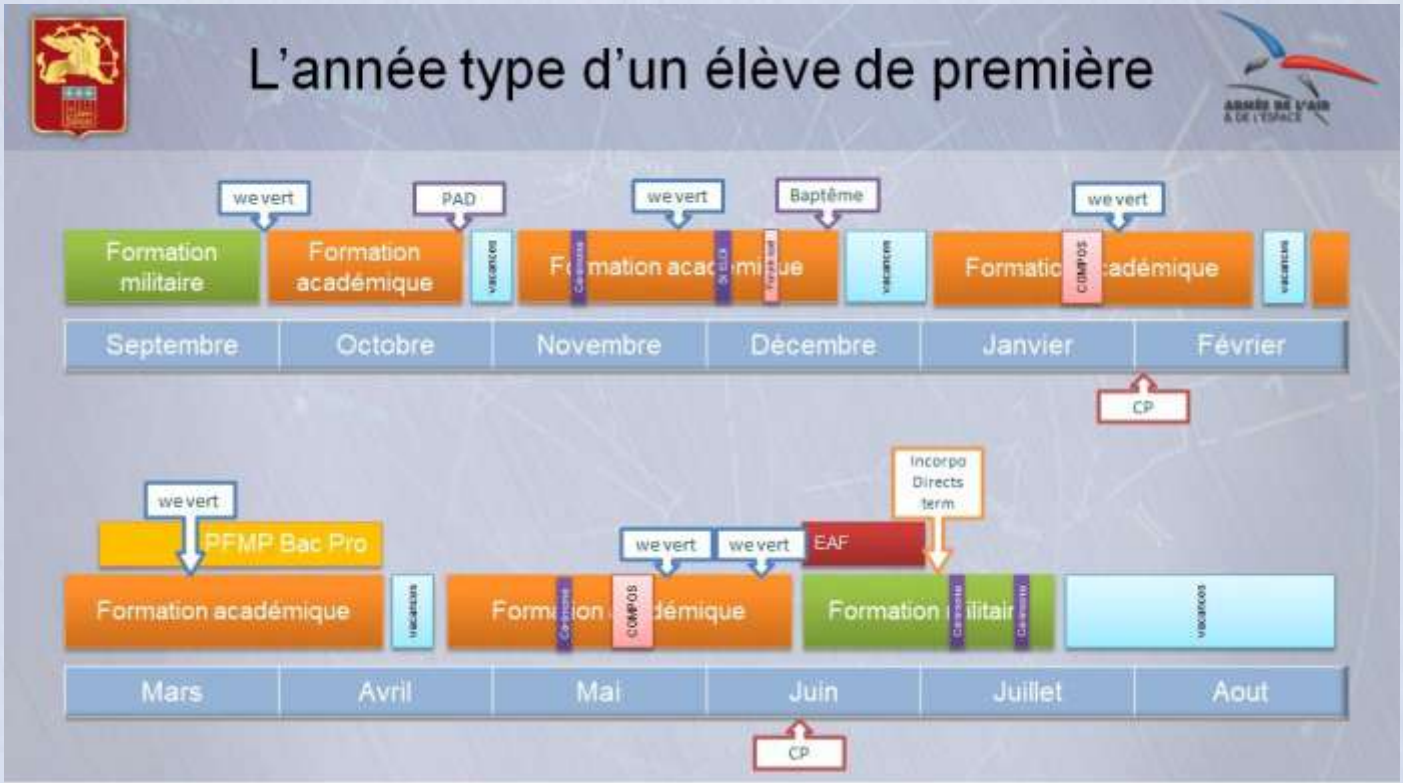 L'année type d'un élève de première
ARMÉE DE L'AIR
& DE L'ESPACE
we vert
PAD
we vert
Baptême
we vert
Formation
militaire
Formation
académique
vacances
Formation académique
vacances
Formation académique
COMPOS
vacances
Septembre
Octobre
Novembre
Décembre
Janvier
Février
CP
Incorpo
Directs
term
we vert
PFMP Bac Pro
we vert
we vert
EAF
Formation académique
vacances
Formation académique
Cérémonie
COMPOS
Formation militaire
Cérémonie
Cérémonie
vacances
Mars
Avril
Mai
Juin
Juillet
Aout
CP